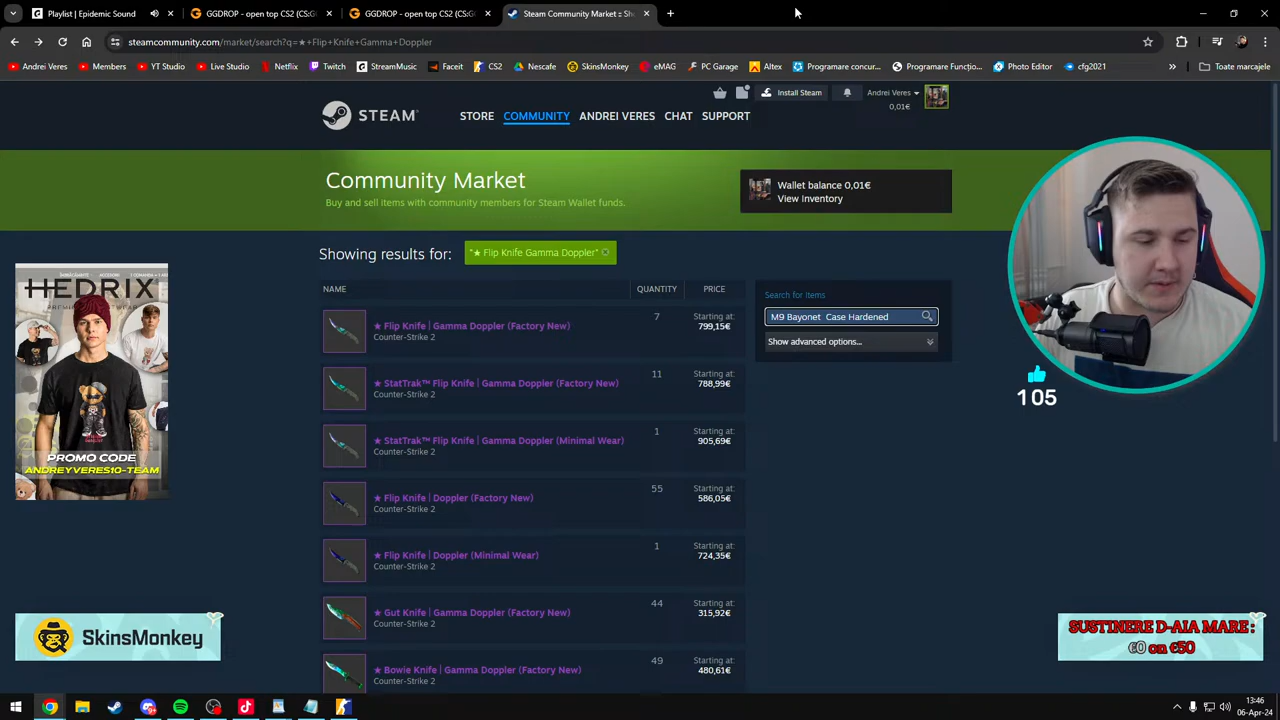 Playlist | Epidemic Sound
GGDROP - open top CS2 (CS:G
GGDROP - open top CS2 (CS:G
Steam Community Market :: Sh
steamcommunity.com/market/search?q=★+Flip+Knife+Gamma+Doppler
Andrei Veres
Members
YT Studio
Live Studio
Netflix
Twitch
StreamMusic
Faceit
CS2
Nescafe
SkinsMonkey
eMAG
PC Garage
Altex
Programare concur...
Programare Funcțio...
Photo Editor
cfg2021
»
Toate marcajele
Install Steam
Andrei Veres
0,01€
STEAM
STORE
COMMUNITY
ANDREI VERES
CHAT
SUPPORT
Community Market
Buy and sell items with community members for Steam Wallet funds.
Wallet balance 0,01€
View Inventory
Showing results for:
"★ Flip Knife Gamma Doppler"
NAME
QUANTITY
PRICE
★ Flip Knife | Gamma Doppler (Factory New)
Counter-Strike 2
7
Starting at:
799,15€
★ StatTrak™ Flip Knife | Gamma Doppler (Factory New)
Counter-Strike 2
11
Starting at:
788,99€
★ StatTrak™ Flip Knife | Gamma Doppler (Minimal Wear)
Counter-Strike 2
1
Starting at:
905,69€
★ Flip Knife | Doppler (Factory New)
Counter-Strike 2
55
Starting at:
586,05€
★ Flip Knife | Doppler (Minimal Wear)
Counter-Strike 2
1
Starting at:
724,35€
★ Gut Knife | Gamma Doppler (Factory New)
Counter-Strike 2
44
Starting at:
315,92€
★ Bowie Knife | Gamma Doppler (Factory New)
Counter-Strike 2
49
Starting at:
480,61€
Search for Items
M9 Bayonet  Case Hardened
Show advanced options...
105
HEDRIX
PROMO CODE
ANDREYVERES10-TEAM
SkinsMonkey
SUSTINERE D-AIA MARE :
€0 on €50
13:46
06-Apr-24